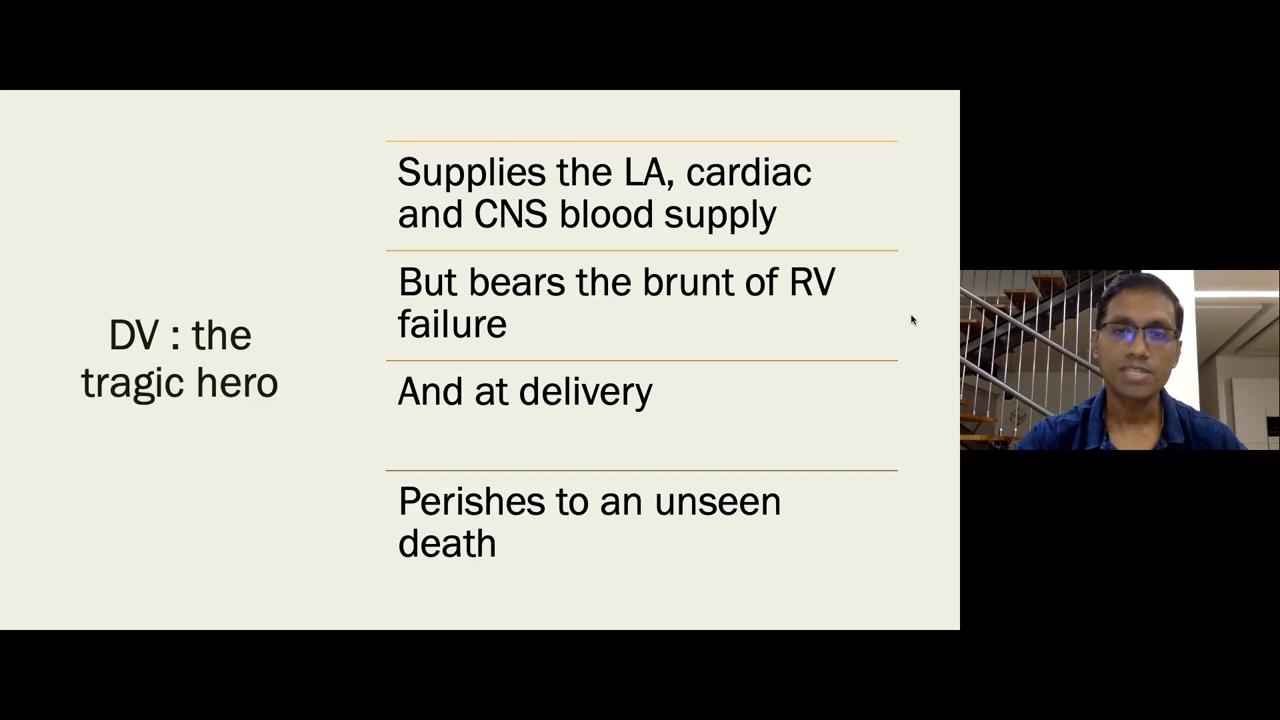 DV : the
tragic hero
Supplies the LA, cardiac
and CNS blood supply
But bears the brunt of RV
failure
And at delivery
Perishes to an unseen
death